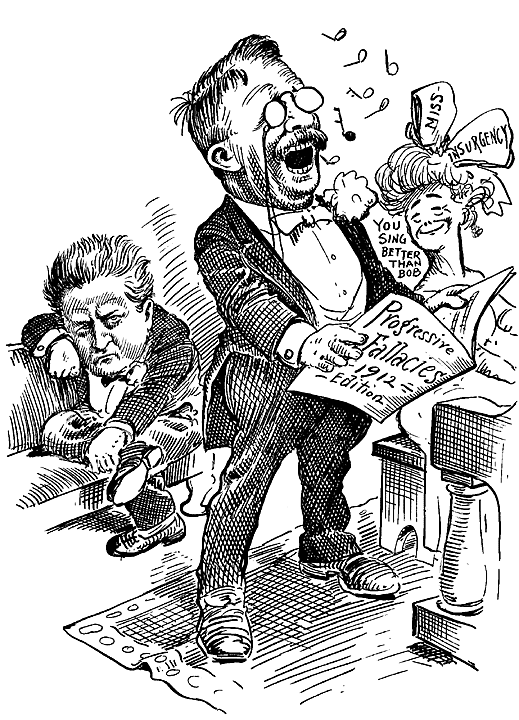 MISS
INSURGENCY
YOU
SING
BETTER
THAN
BOB
Progressive
Fallacies
1912 =
= Edition